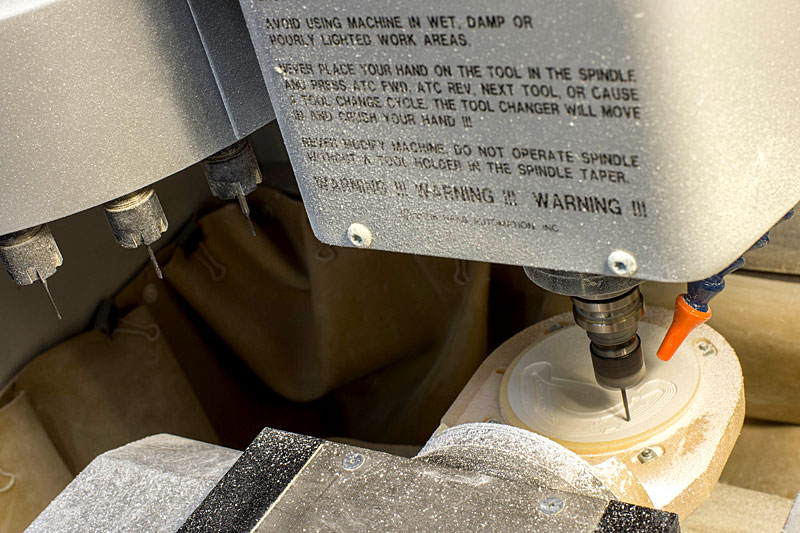 AVOID USING MACHINE IN WET, DAMP OR
POORLY LIGHTED WORK AREAS.
NEVER PLACE YOUR HAND ON THE TOOL IN THE SPINDLE
AND PRESS ATC FWD, ATC REV, NEXT TOOL, OR CAUSE
A TOOL CHANGE CYCLE. THE TOOL CHANGER WILL MOVE
IN AND CRUSH YOUR HAND !!!
NEVER MODIFY MACHINE. DO NOT OPERATE SPINDLE
WITHOUT A TOOL HOLDER IN THE SPINDLE TAPER.
WARNING !!! WARNING !!! WARNING !!!
HAAS AUTOMATION, INC.